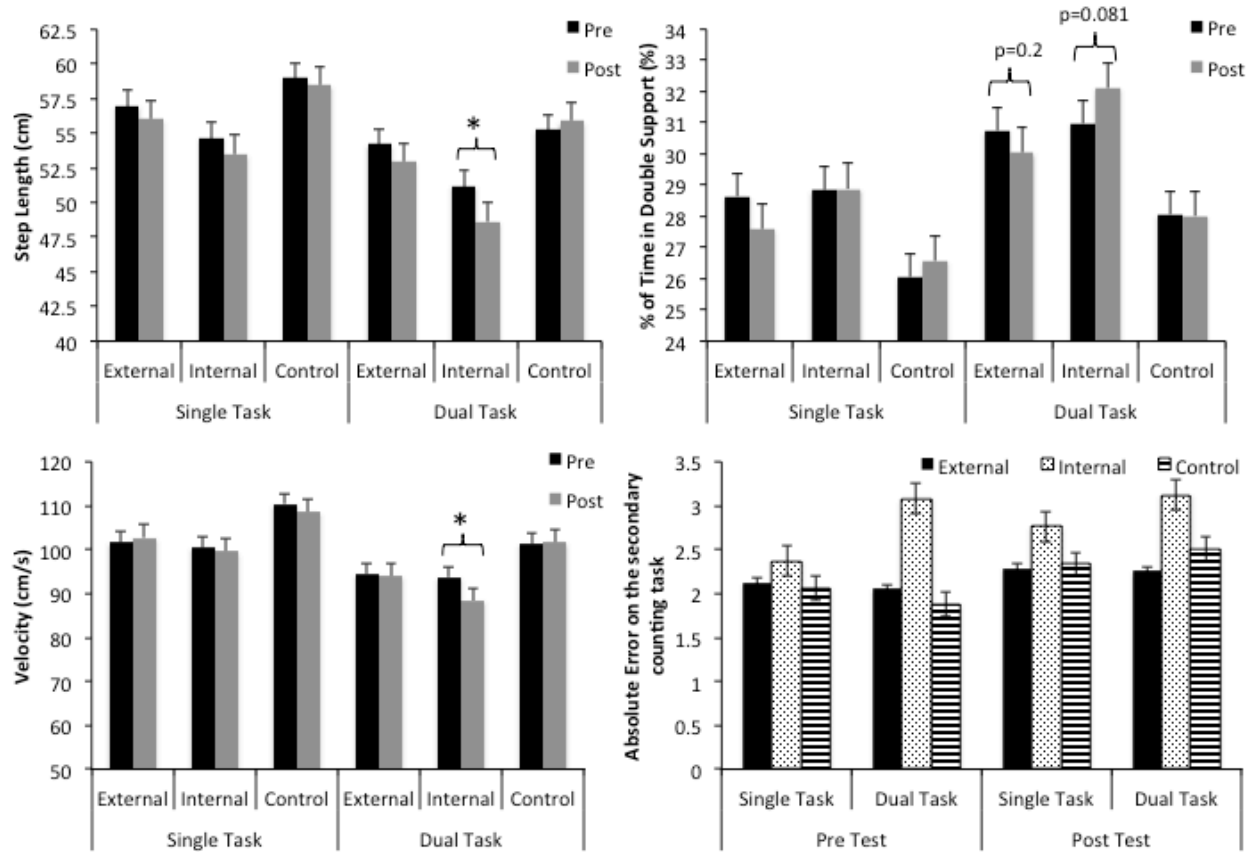 Step Length (cm)
62.5
60
57.5
55
52.5
50
47.5
45
42.5
40
Pre
Post
*
External Internal Control External Internal Control
Single Task Dual Task
% of Time in Double Support (%)
34
33
32
31
30
29
28
27
26
25
24
p=0.2
p=0.081
Pre
Post
External Internal Control External Internal Control
Single Task Dual Task
Velocity (cm/s)
120
110
100
90
80
70
60
50
Pre
Post
*
External Internal Control External Internal Control
Single Task Dual Task
Absolute Error on the secondary
counting task
3.5
3
2.5
2
1.5
1
0.5
0
External Internal Control
Single Task Dual Task Single Task Dual Task
Pre Test Post Test